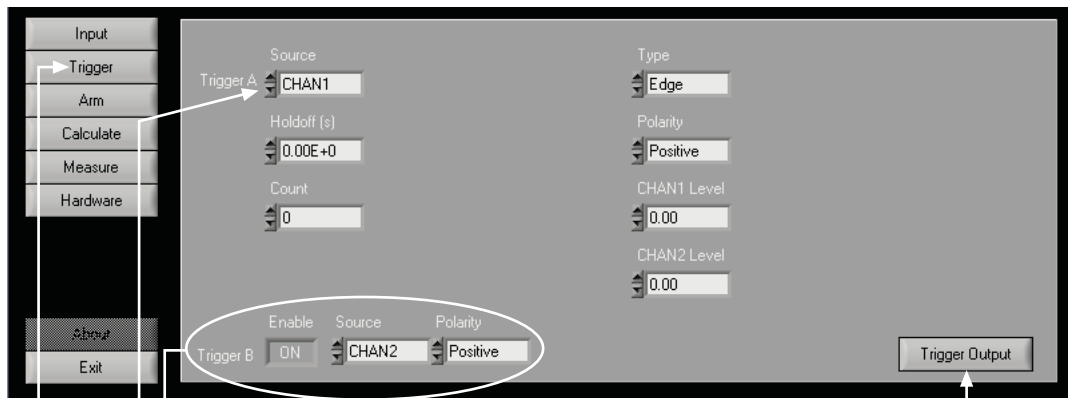 Input
Trigger
Arm
Calculate
Measure
Hardware
About
Exit
Source
Trigger A CHAN1
Holdoff (s)
0.00E+0
Count
0
Type
Edge
Polarity
Positive
CHAN1 Level
0.00
CHAN2 Level
0.00
Enable Source Polarity
Trigger B ON CHAN2 Positive
Trigger Output